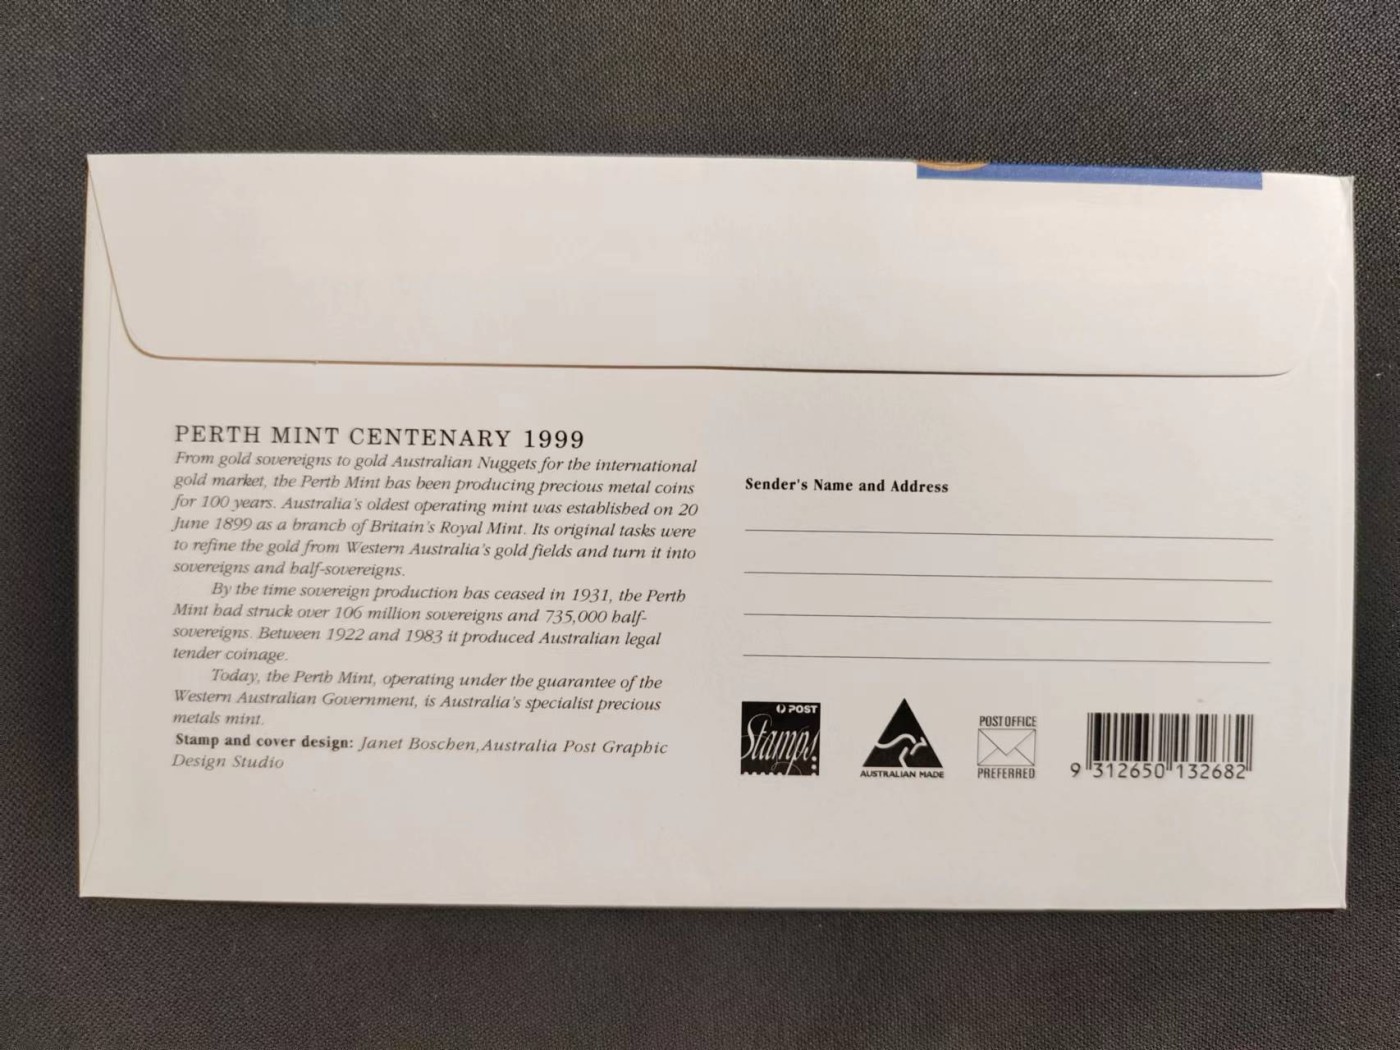 PERTH MINT CENTENARY 1999
From gold sovereigns to gold Australian Nuggets for the international
gold market, the Perth Mint has been producing precious metal coins
for 100 years. Australia's oldest operating mint was established on 20
June 1899 as a branch of Britain's Royal Mint. Its original tasks were
to refine the gold from Western Australia's gold fields and turn it into
sovereigns and half-sovereigns.
By the time sovereign production has ceased in 1931, the Perth
Mint had struck over 106 million sovereigns and 735,000 half-
sovereigns. Between 1922 and 1983 it produced Australian legal
tender coinage.
Today, the Perth Mint, operating under the guarantee of the
Western Australian Government, is Australia's specialist precious
metals mint.
Stamp and cover design: Janet Boschen, Australia Post Graphic
Design Studio
Sender's Name and Address
POST
Stamps!
AUSTRALIAN MADE
POST OFFICE
PREFERRED
9 312650 132682